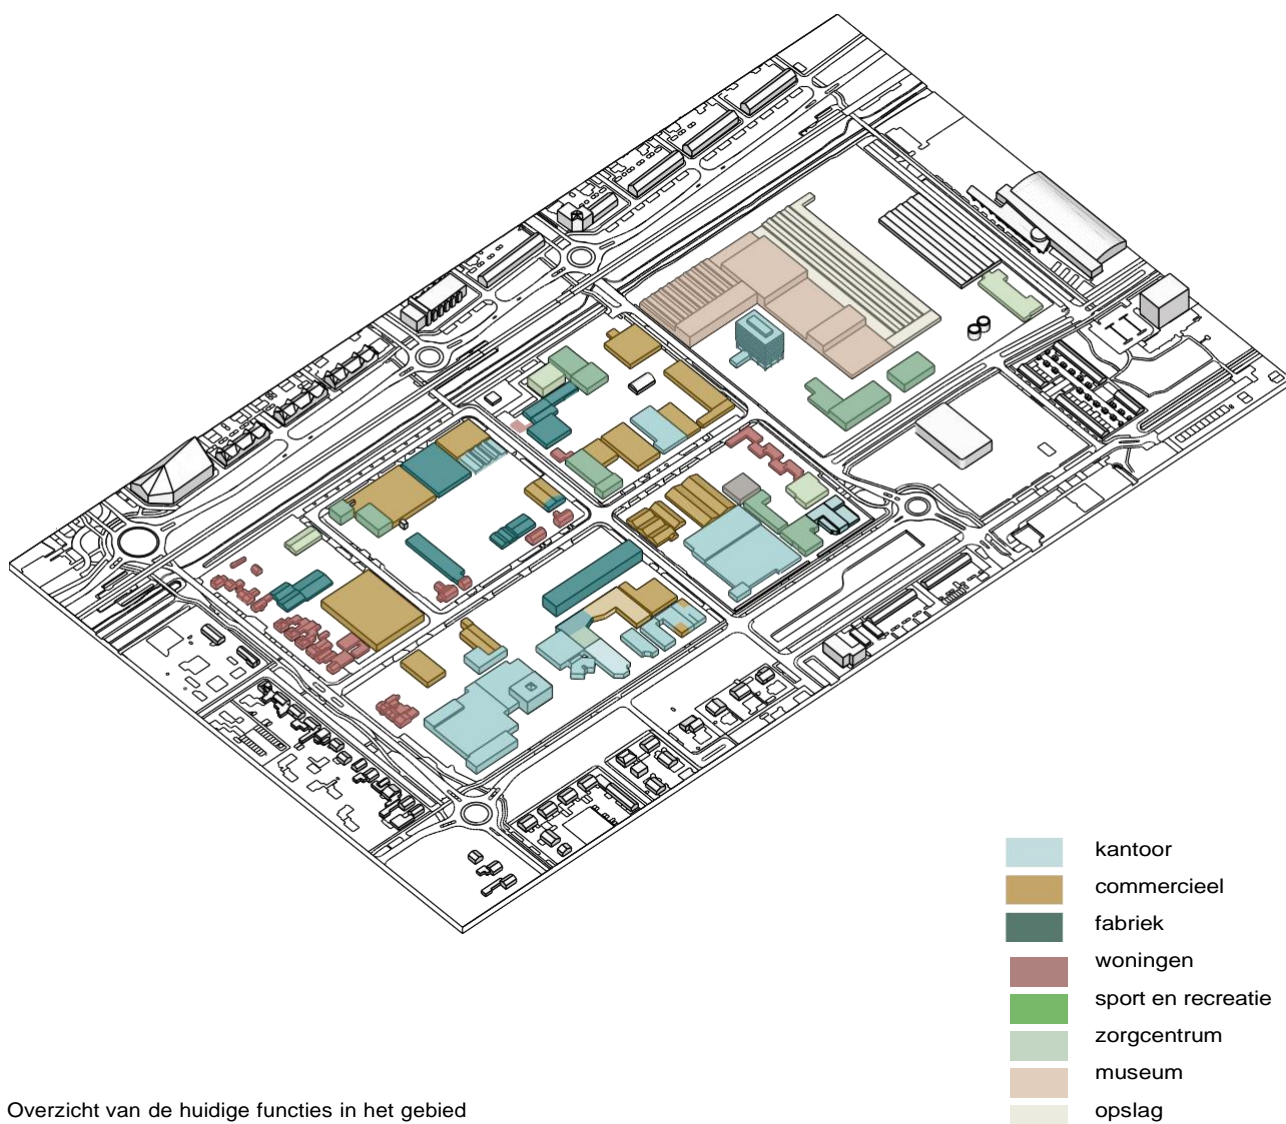 kantoor
commercieel
fabriek
woningen
sport en recreatie
zorgcentrum
museum
opslag
Overzicht van de huidige functies in het gebied